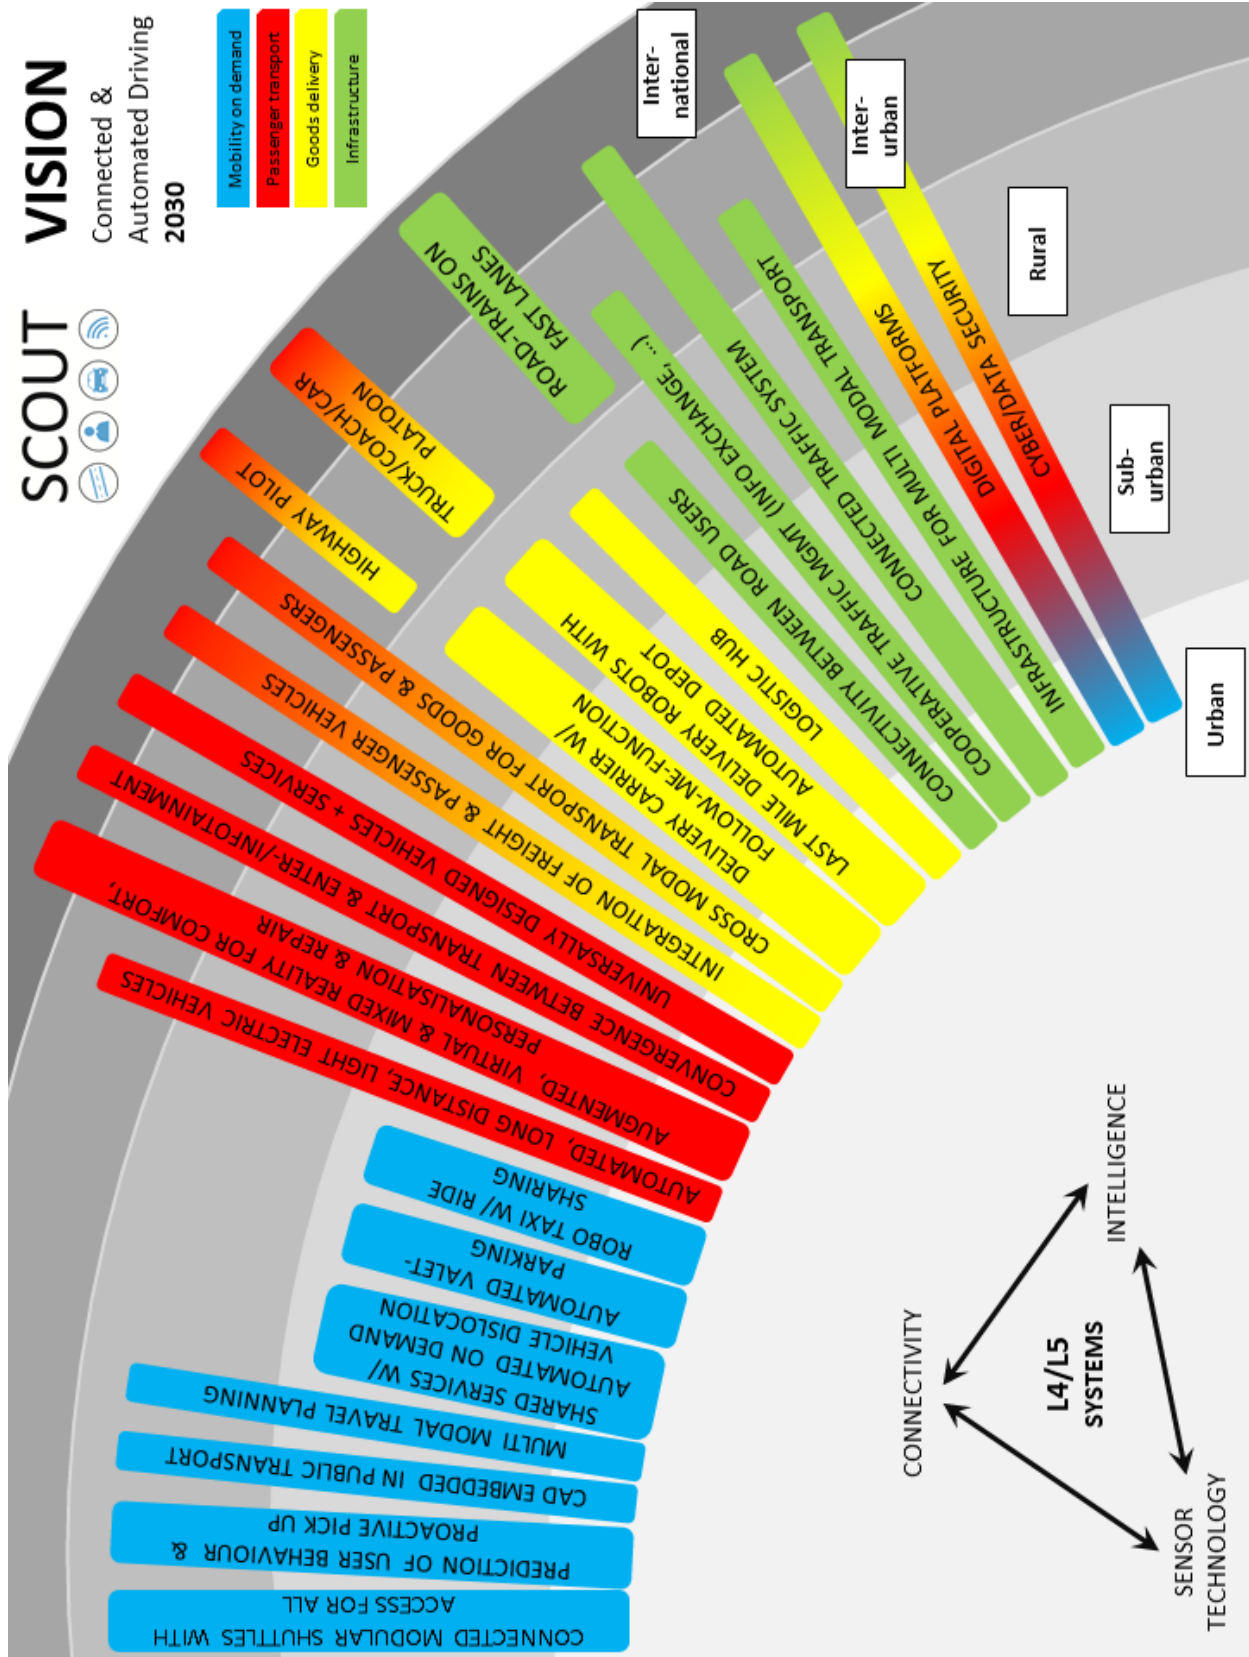 SCOUT
VISION
Connected &
Automated Driving
2030
Mobility on demand
Passenger transport
Goods delivery
Infrastructure
CONNECTED MODULAR SHUTTLES WITH
ACCESS FOR ALL
PREDICTION OF USER BEHAVIOUR &
PROACTIVE PICK UP
CAD EMBEDDED IN PUBLIC TRANSPORT
MULTI MODAL TRAVEL PLANNING
SHARED SERVICES W/
AUTOMATED ON DEMAND
VEHICLE DISLOCATION
AUTOMATED VALET-
PARKING
ROBO TAXI W/ RIDE
SHARING
AUTOMATED, LONG DISTANCE, LIGHT ELECTRIC VEHICLES
AUGMENTED, VIRTUAL & MIXED REALITY FOR COMFORT,
PERSONALISATION & REPAIR
CONVERGENCE BETWEEN TRANSPORT & ENTER-/INFOTAINMENT
UNIVERSALLY DESIGNED VEHICLES + SERVICES
INTEGRATION OF FREIGHT & PASSENGER VEHICLES
CROSS MODAL TRANSPORT FOR GOODS & PASSENGERS
HIGHWAY PILOT
TRUCK/COACH/CAR
PLATOON
ROAD-TRAINS ON
FAST LANES
DELIVERY CARRIER W/
FOLLOW-ME-FUNCTION
LAST MILE DELIVERY ROBOTS WITH
AUTOMATED DEPOT
LOGISTIC HUB
CONNECTIVITY BETWEEN ROAD USERS
COOPERATIVE TRAFFIC MGMT (INFO EXCHANGE, ...)
CONNECTED TRAFFIC SYSTEM
INFRASTRUCTURE FOR MULTI MODAL TRANSPORT
DIGITAL PLATFORMS
CYBER/DATA SECURITY
Inter-
national
Inter-
urban
Rural
Sub-
urban
Urban
CONNECTIVITY
L4/L5
SYSTEMS
SENSOR
TECHNOLOGY
INTELLIGENCE